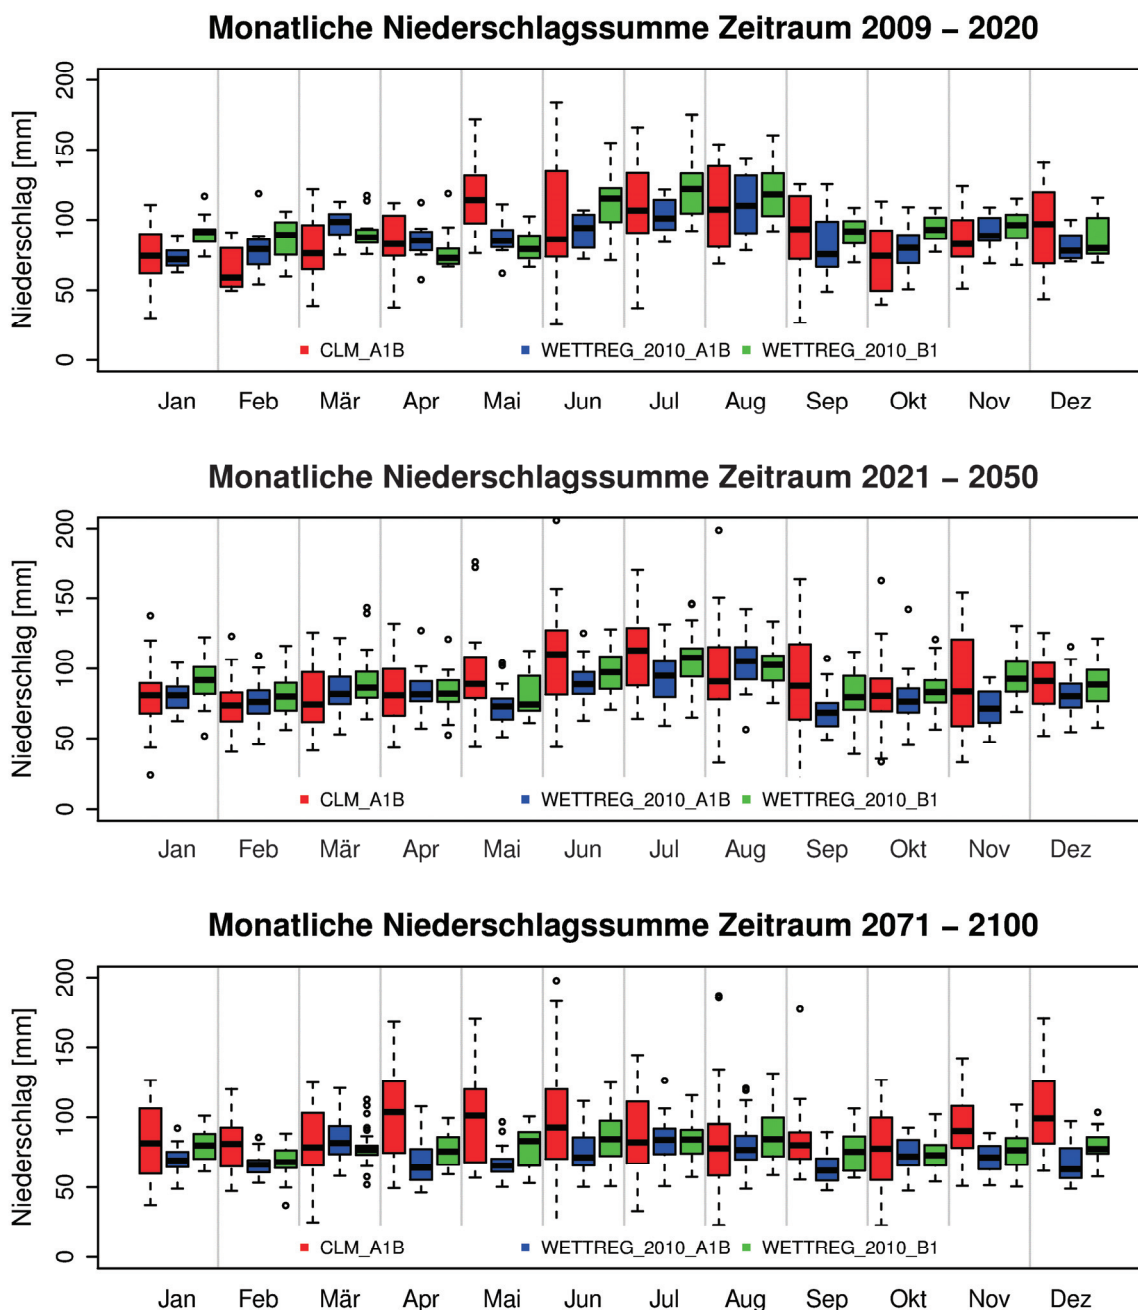 Monatliche Niederschlagssumme Zeitraum 2009 – 2020
Niederschlag [mm]
200
150
100
50
0
CLM_A1B WETTREG_2010_A1B WETTREG_2010_B1
Jan Feb Mär Apr Mai Jun Jul Aug Sep Okt Nov Dez
Monatliche Niederschlagssumme Zeitraum 2021 – 2050
Niederschlag [mm]
200
150
100
50
0
CLM_A1B WETTREG_2010_A1B WETTREG_2010_B1
Jan Feb Mär Apr Mai Jun Jul Aug Sep Okt Nov Dez
Monatliche Niederschlagssumme Zeitraum 2071 – 2100
Niederschlag [mm]
200
150
100
50
0
CLM_A1B WETTREG_2010_A1B WETTREG_2010_B1
Jan Feb Mär Apr Mai Jun Jul Aug Sep Okt Nov Dez